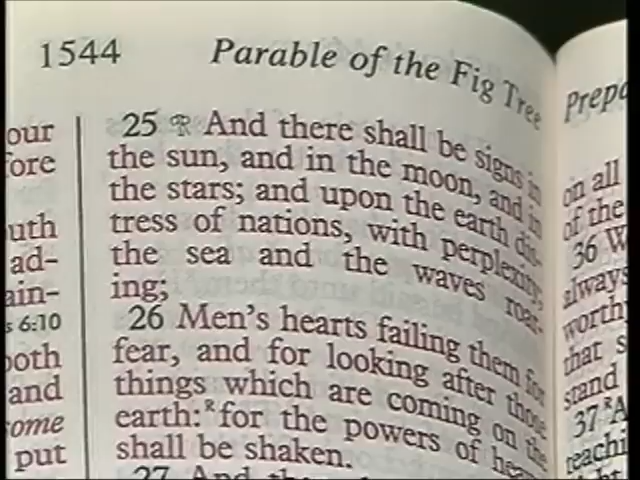 1544 Parable of the Fig Tree
our
fore
uth
ad-
ain-
s 6:10
both
and
ome
put
25 And there shall be signs in
the sun, and in the moon, and in
the stars; and upon the earth dis-
tress of nations, with perplexity;
the sea and the waves roar-
ing;
26 Men's hearts failing them for
fear, and for looking after those
things which are coming on the
earth: R for the powers of heav
shall be shaken.
27 And
Prepa
on all
of the
36 W
always
worthy
that s
stand
37 R A
teachi